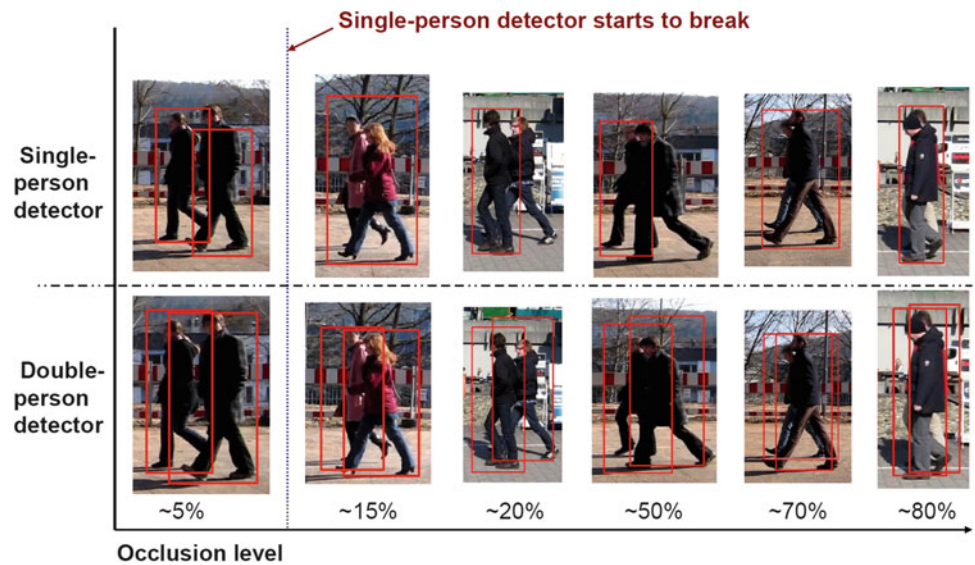 Single-person detector starts to break
Single-
person
detector
Double-
person
detector
~5%
~15%
~20%
~50%
~70%
~80%
Occlusion level